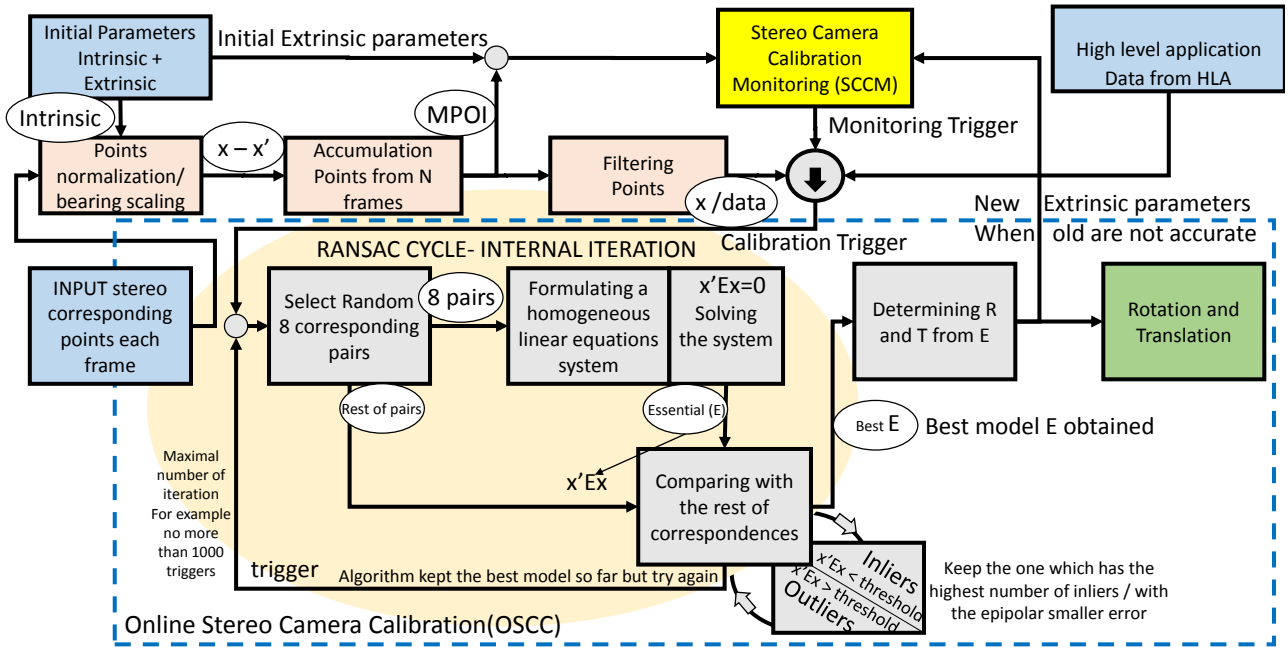 Initial Parameters
Intrinsic +
Extrinsic
Initial Extrinsic parameters
Stereo Camera
Calibration
Monitoring (SCCM)
High level application
Data from HLA
Intrinsic
MPOI
Monitoring Trigger
Points
normalization/
bearing scaling
x – x’
Accumulation
Points from N
frames
Filtering
Points
x /data
New Extrinsic parameters
When old are not accurate
Calibration Trigger
RANSAC CYCLE- INTERNAL ITERATION
INPUT stereo
corresponding
points each
frame
Select Random
8 corresponding
pairs
8 pairs
Formulating a
homogeneous
linear equations
system
x’Ex=0
Solving
the system
Determining R
and T from E
Rotation and
Translation
Rest of pairs
Essential (E)
Best E
Best model E obtained
Maximal
number of
iteration
For example
no more
than 1000
triggers
x’Ex
Comparing with
the rest of
correspondences
trigger
Algorithm kept the best model so far but try again
Inliers
x’Ex < threshold
x’Ex > threshold
Outliers
Keep the one which has the
highest number of inliers / with
the epipolar smaller error
Online Stereo Camera Calibration(OSCC)